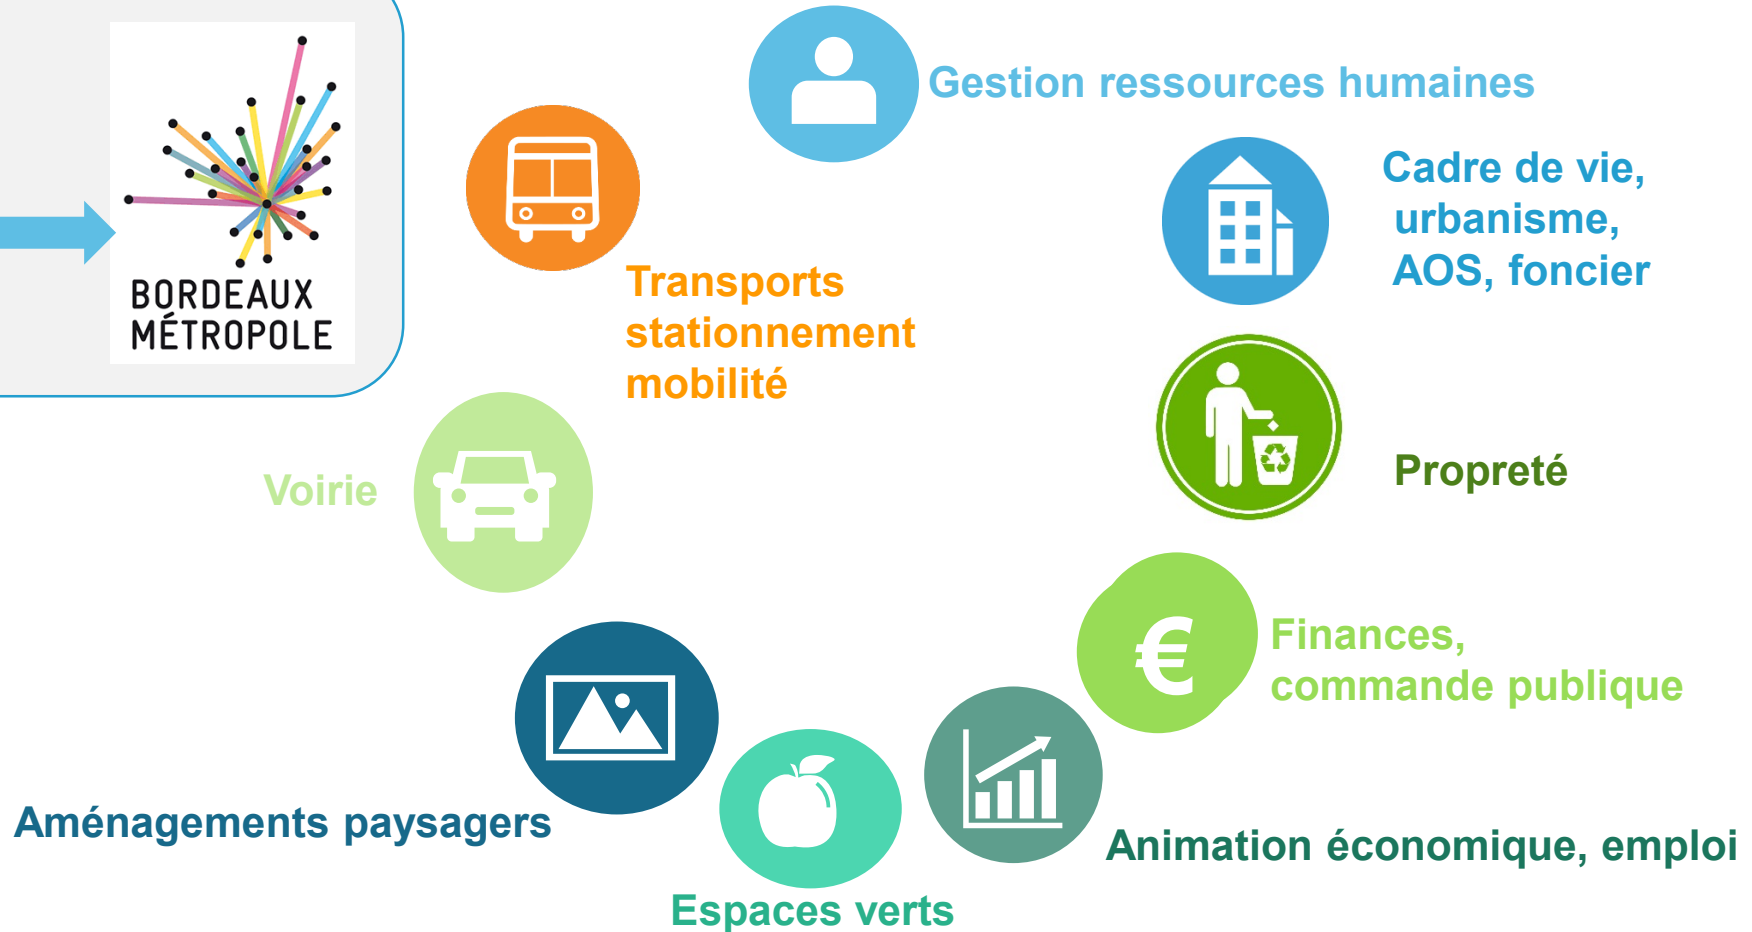 BORDEAUX
MÉTROPOLE
Gestion ressources humaines
Cadre de vie,
urbanisme,
AOS, foncier
Transports
stationnement
mobilité
Propreté
Voirie
€
Finances,
commande publique
Aménagements paysagers
Animation économique, emploi
Espaces verts